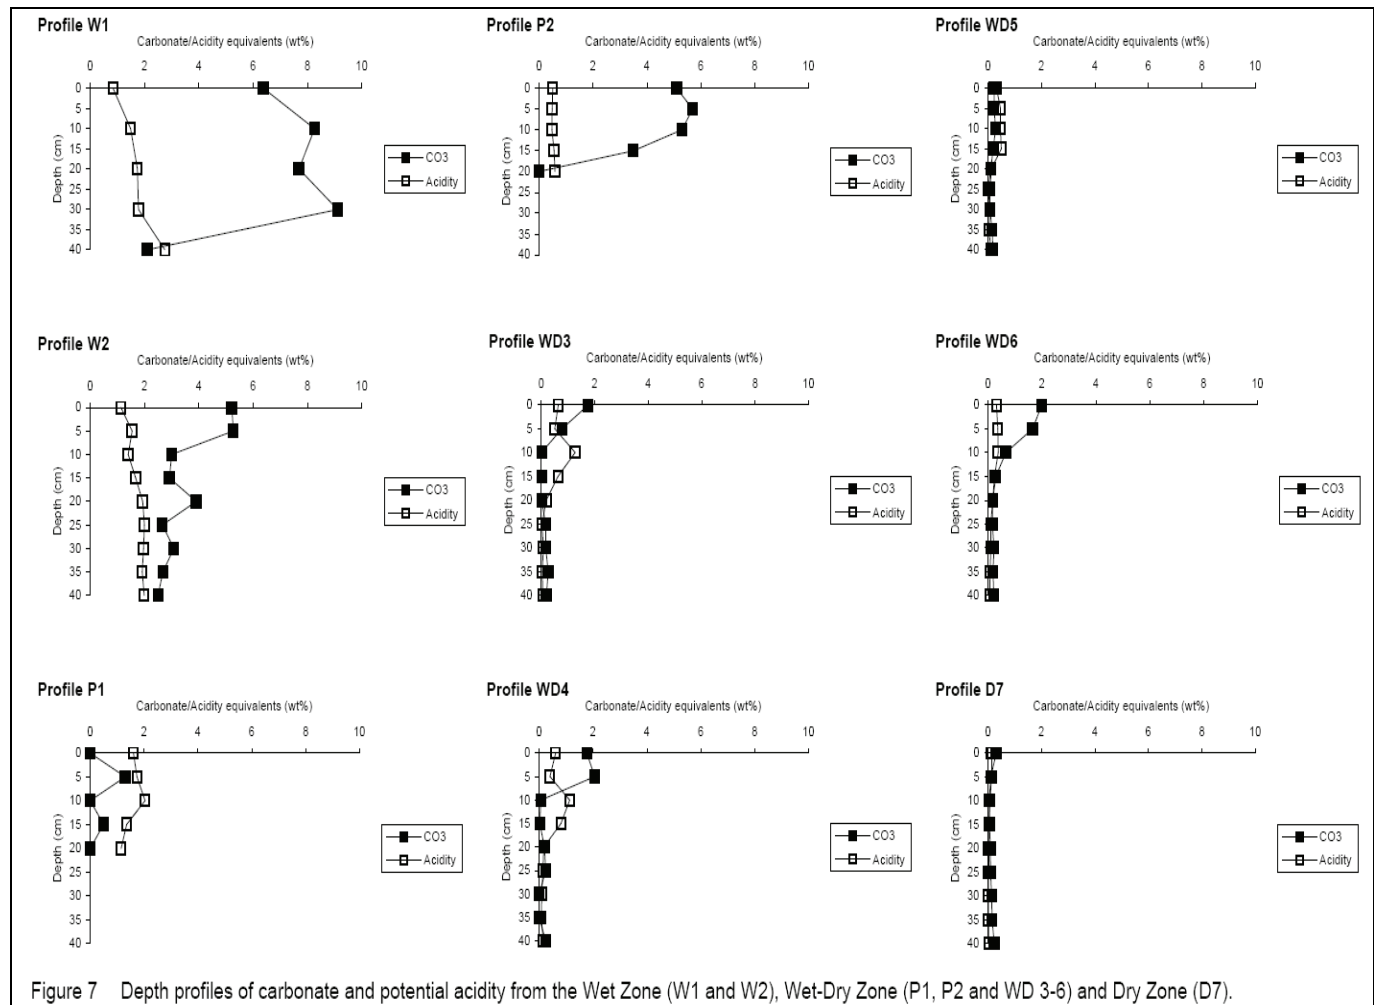 Profile W1
Carbonate/Acidity equivalents (wt%)
0 2 4 6 8 10
Depth (cm)
0
5
10
15
20
25
30
35
40
CO3
Acidity
Profile P2
Carbonate/Acidity equivalents (wt%)
0 2 4 6 8 10
Depth (cm)
0
5
10
15
20
25
30
35
40
CO3
Acidity
Profile WD5
Carbonate/Acidity equivalents (wt%)
0 2 4 6 8 10
Depth (cm)
0
5
10
15
20
25
30
35
40
CO3
Acidity
Profile W2
Carbonate/Acidity equivalents (wt%)
0 2 4 6 8 10
Depth (cm)
0
5
10
15
20
25
30
35
40
CO3
Acidity
Profile WD3
Carbonate/Acidity equivalents (wt%)
0 2 4 6 8 10
Depth (cm)
0
5
10
15
20
25
30
35
40
CO3
Acidity
Profile WD6
Carbonate/Acidity equivalents (wt%)
0 2 4 6 8 10
Depth (cm)
0
5
10
15
20
25
30
35
40
CO3
Acidity
Profile P1
Carbonate/Acidity equivalents (wt%)
0 2 4 6 8 10
Depth (cm)
0
5
10
15
20
25
30
35
40
CO3
Acidity
Profile WD4
Carbonate/Acidity equivalents (wt%)
0 2 4 6 8 10
Depth (cm)
0
5
10
15
20
25
30
35
40
CO3
Acidity
Profile D7
Carbonate/Acidity equivalents (wt%)
0 2 4 6 8 10
Depth (cm)
0
5
10
15
20
25
30
35
40
CO3
Acidity
Figure 7 Depth profiles of carbonate and potential acidity from the Wet Zone (W1 and W2), Wet-Dry Zone (P1, P2 and WD 3-6) and Dry Zone (D7).